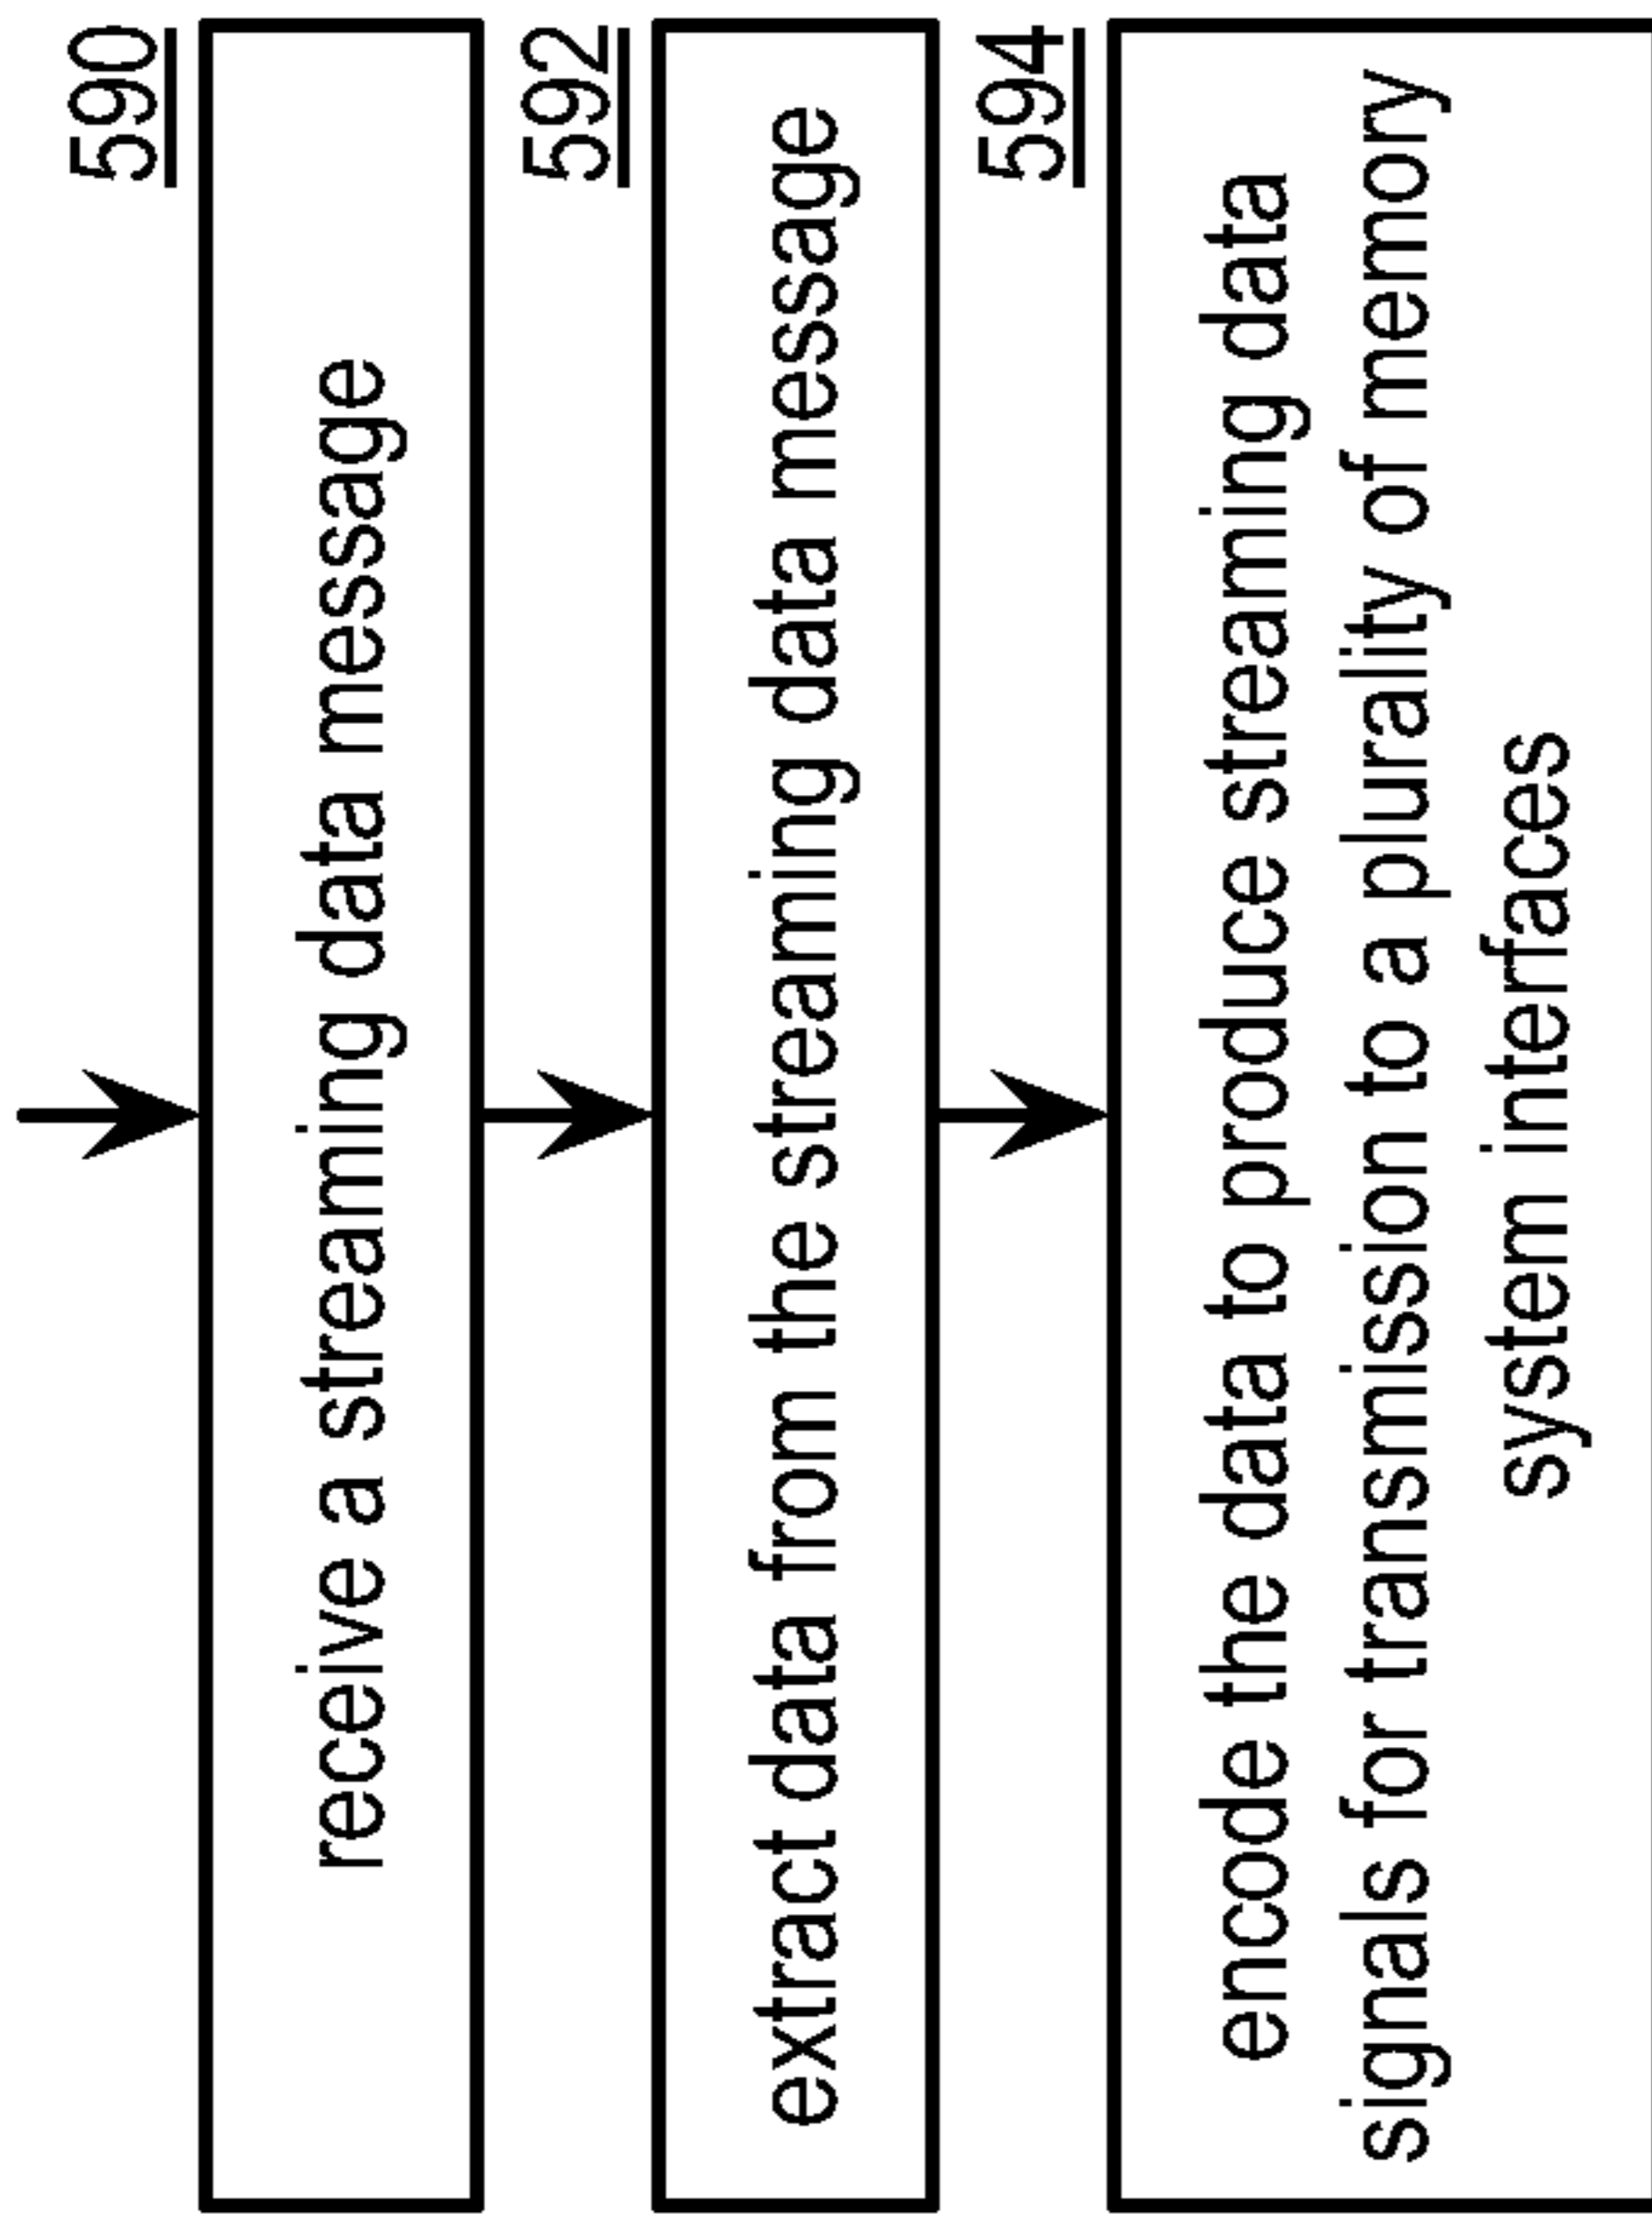 590
receive a streaming data message
592
extract data from the streaming data message
594
encode the data to produce streaming data
signals for transmission to a plurality of memory
system interfaces